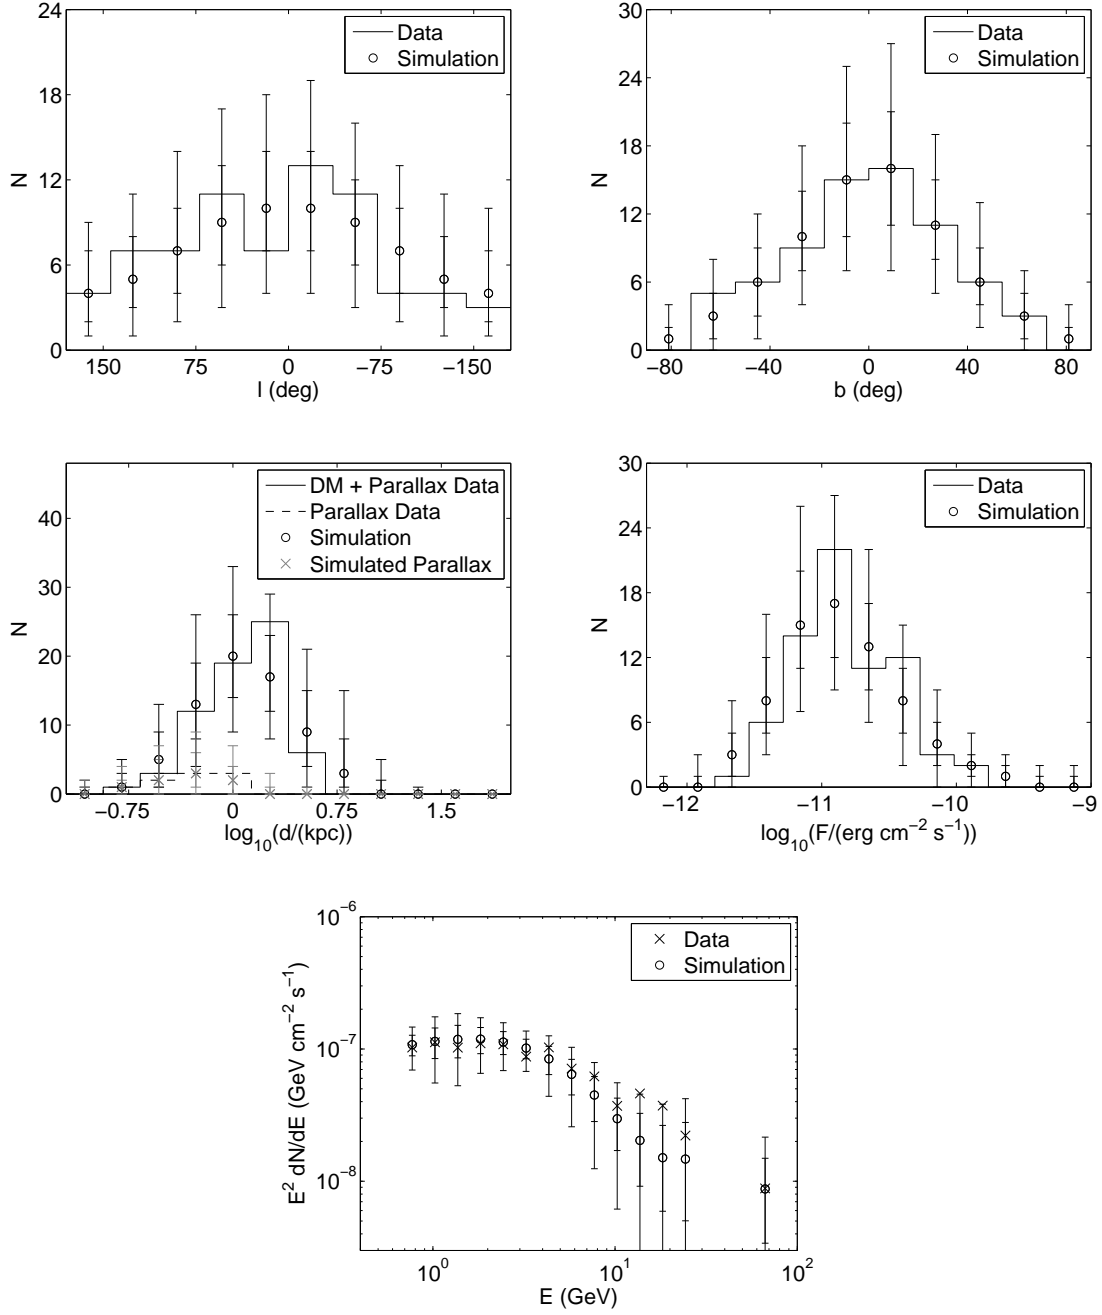 24
18
12
6
0
N
150 75 0 −75 −150
l (deg)
Data
Simulation
30
24
18
12
6
0
N
−80 −40 0 40 80
b (deg)
Data
Simulation
40
30
20
10
0
N
−0.75 0 0.75 1.5
log₁₀(d/(kpc))
DM + Parallax Data
Parallax Data
Simulation
Simulated Parallax
30
24
18
12
6
0
N
−12 −11 −10 −9
log₁₀(F/(erg cm⁻² s⁻¹))
Data
Simulation
10⁻⁶
10⁻⁷
10⁻⁸
E² dN/dE (GeV cm⁻² s⁻¹)
10⁰ 10¹ 10²
E (GeV)
Data
Simulation